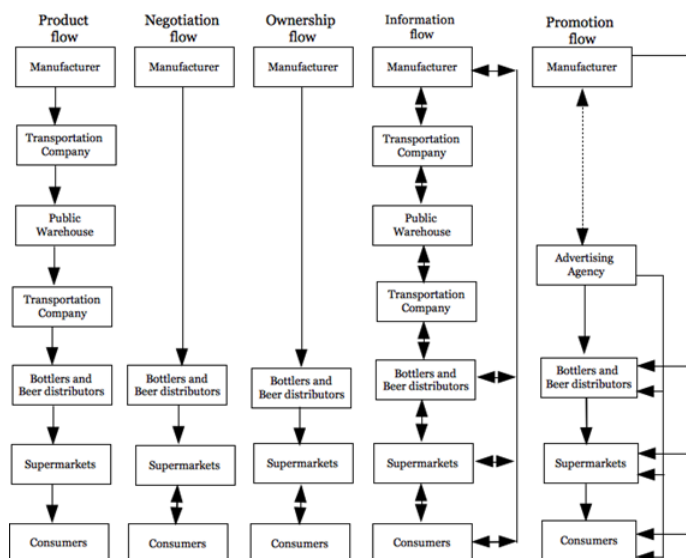 Product
flow
Manufacturer
Transportation
Company
Public
Warehouse
Transportation
Company
Bottlers and
Beer distributors
Supermarkets
Consumers
Negotiation
flow
Manufacturer
Bottlers and
Beer distributors
Supermarkets
Consumers
Ownership
flow
Manufacturer
Bottlers and
Beer distributors
Supermarkets
Consumers
Information
flow
Manufacturer
Transportation
Company
Public
Warehouse
Transportation
Company
Bottlers and
Beer distributors
Supermarkets
Consumers
Promotion
flow
Manufacturer
Advertising
Agency
Bottlers and
Beer distributors
Supermarkets
Consumers